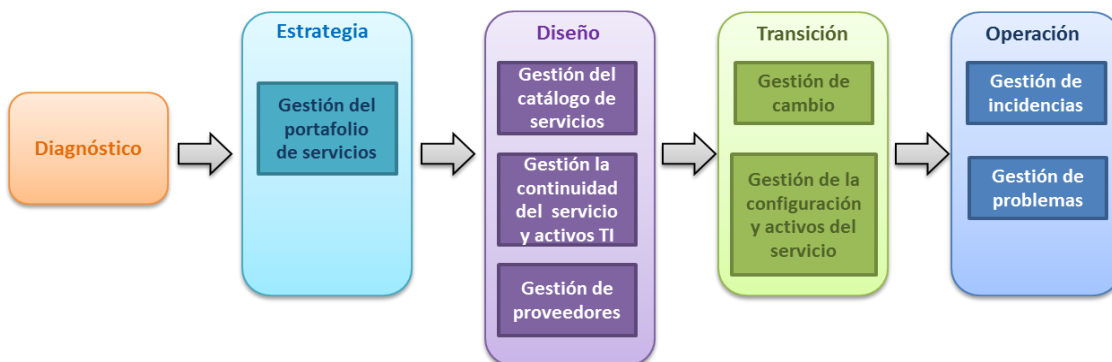 Diagnóstico
Estrategia
Gestión del
portafolio
de servicios
Diseño
Gestión del
catálogo de
servicios
Gestión la
continuidad
del servicio
y activos TI
Gestión de
proveedores
Transición
Gestión de
cambio
Gestión de la
configuración
y activos del
servicio
Operación
Gestión de
incidencias
Gestión de
problemas